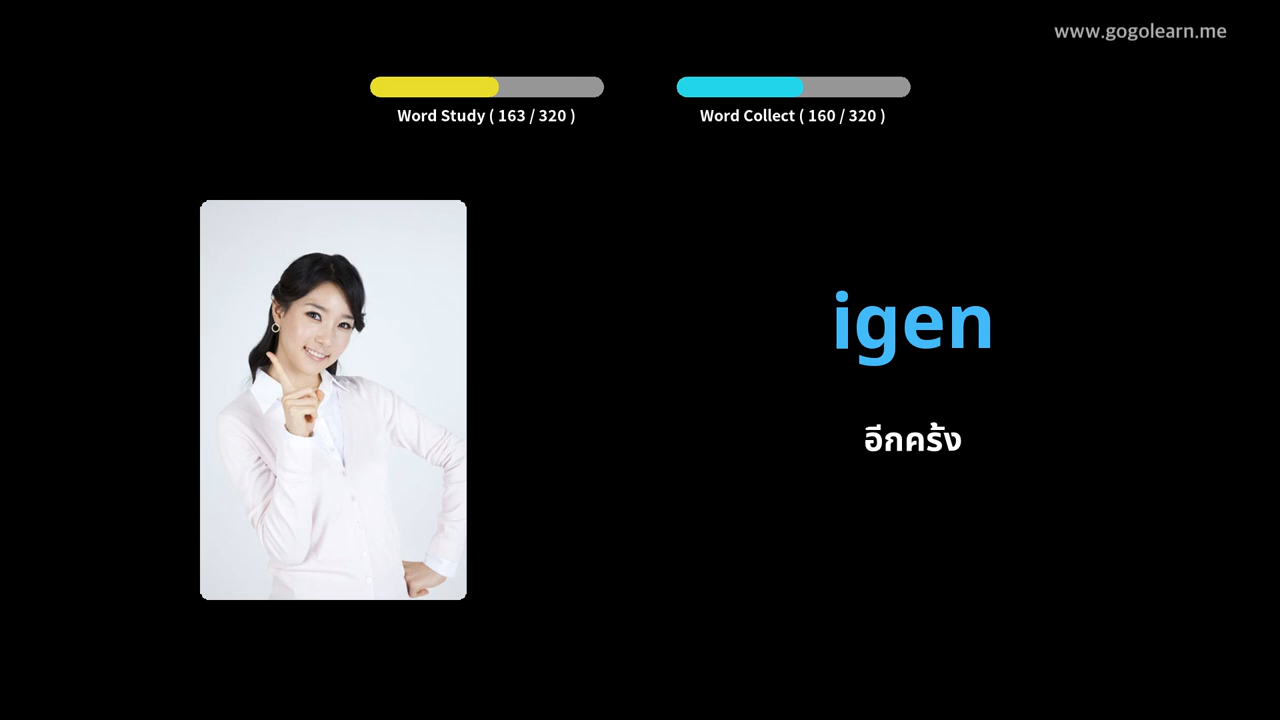 www.gogolearn.me
Word Study ( 163 / 320 )
Word Collect ( 160 / 320 )
igen
อีกครั้ง